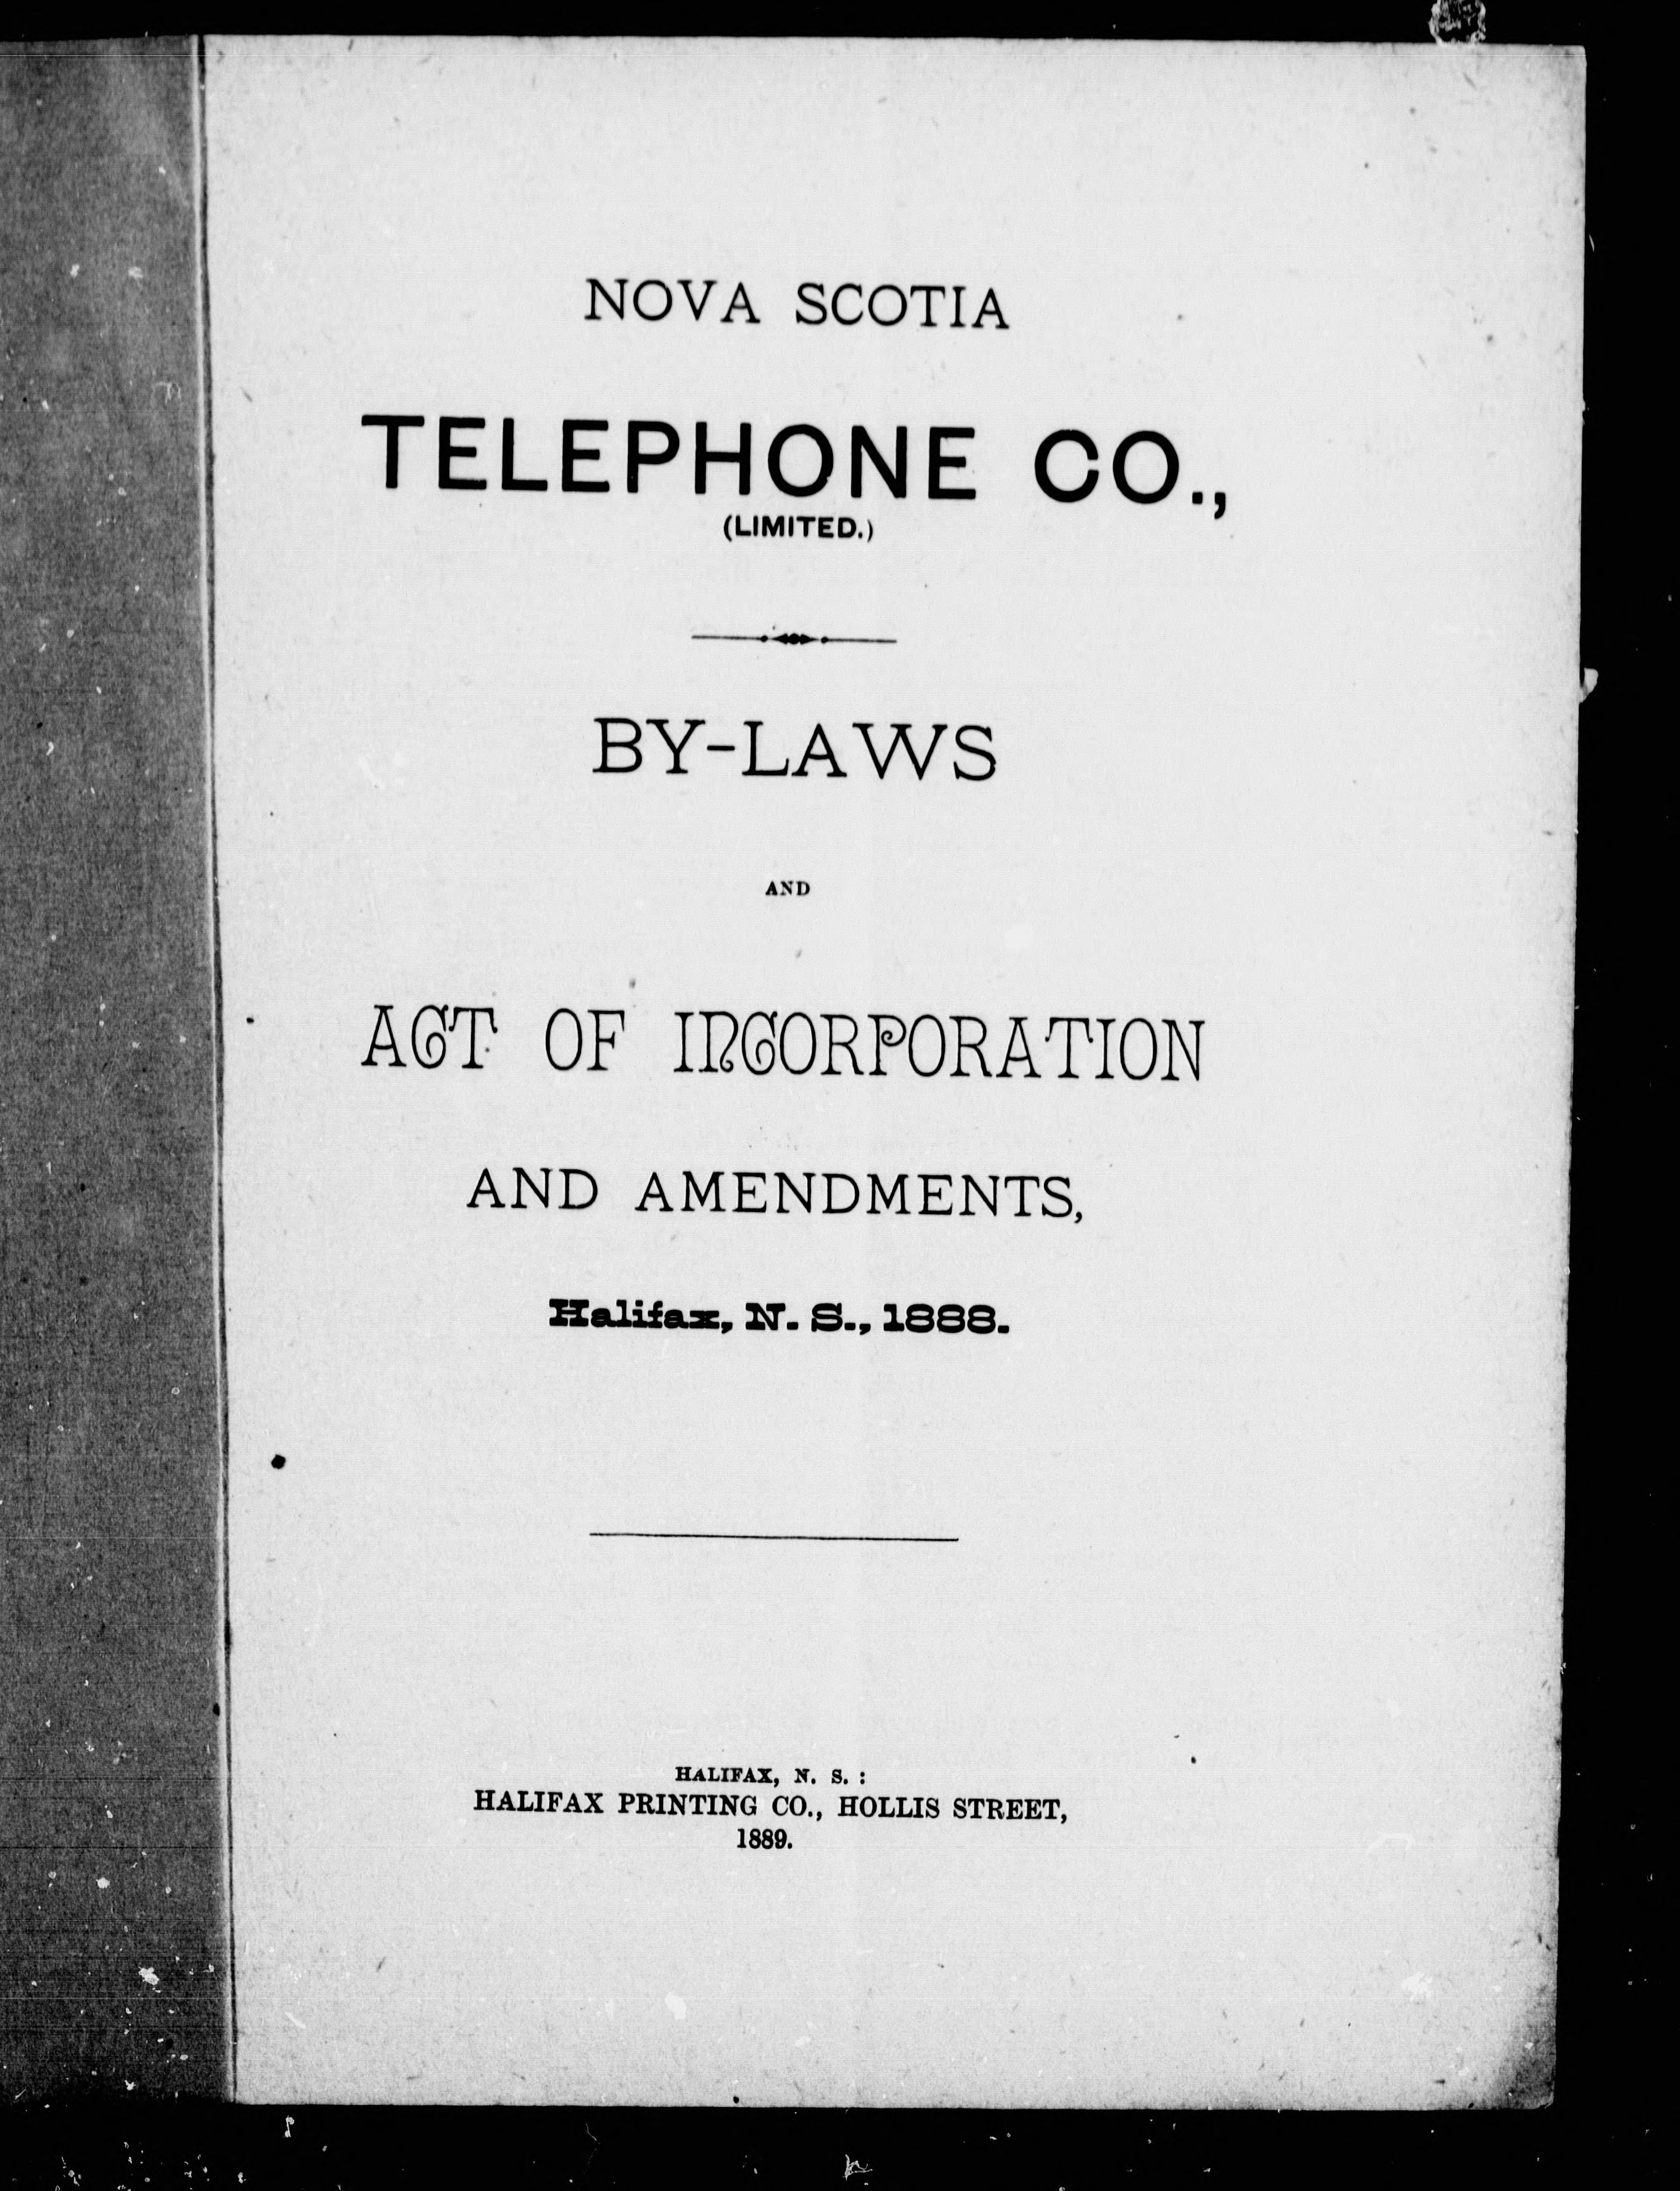 NOVA SCOTIA
TELEPHONE CO.,
(LIMITED.)
BY-LAWS
AND
ACT OF INCORPORATION
AND AMENDMENTS,
Halifax, N. S., 1888.
HALIFAX, N. S. :
HALIFAX PRINTING CO., HOLLIS STREET,
1889.